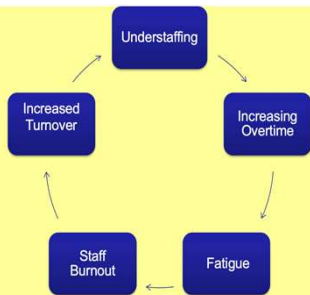 Understaffing
Increasing
Overtime
Fatigue
Staff
Burnout
Increased
Turnover